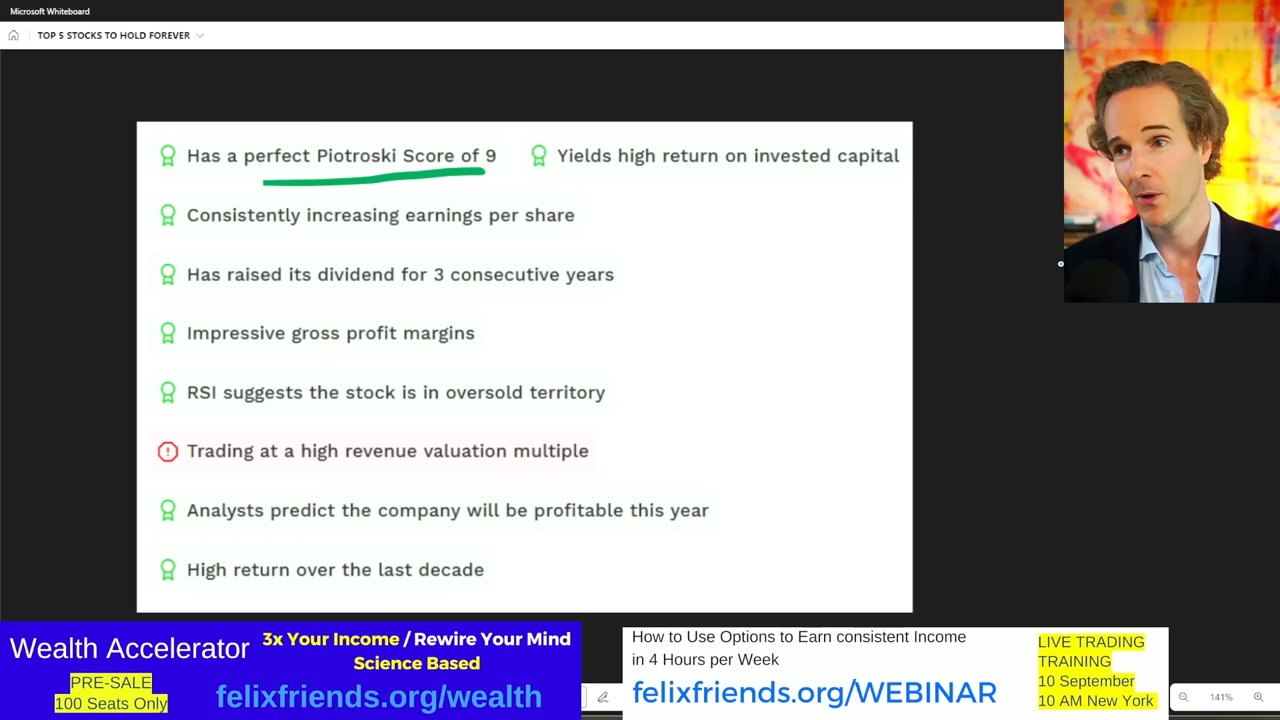 Microsoft Whiteboard
TOP 5 STOCKS TO HOLD FOREVER
Has a perfect Piotroski Score of 9
Yields high return on invested capital
Consistently increasing earnings per share
Has raised its dividend for 3 consecutive years
Impressive gross profit margins
RSI suggests the stock is in oversold territory
Trading at a high revenue valuation multiple
Analysts predict the company will be profitable this year
High return over the last decade
Wealth Accelerator
PRE-SALE
100 Seats Only
3x Your Income / Rewire Your Mind
Science Based
felixfriends.org/wealth
How to Use Options to Earn consistent Income
in 4 Hours per Week
felixfriends.org/WEBINAR
LIVE TRADING
TRAINING
10 September
10 AM New York
141%